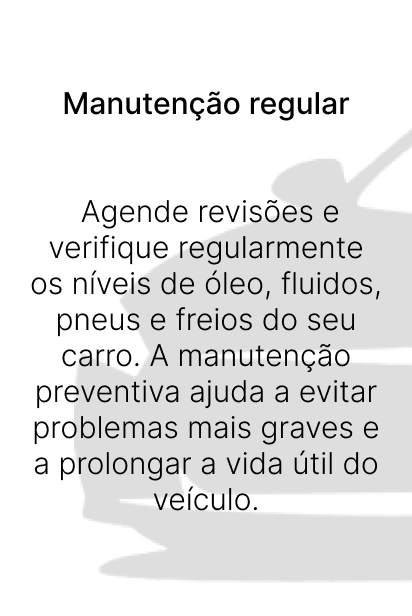 Manutenção regular
Agende revisões e
verifique regularmente
os níveis de óleo, fluidos,
pneus e freios do seu
carro. A manutenção
preventiva ajuda a evitar
problemas mais graves e
a prolongar a vida útil do
veículo.